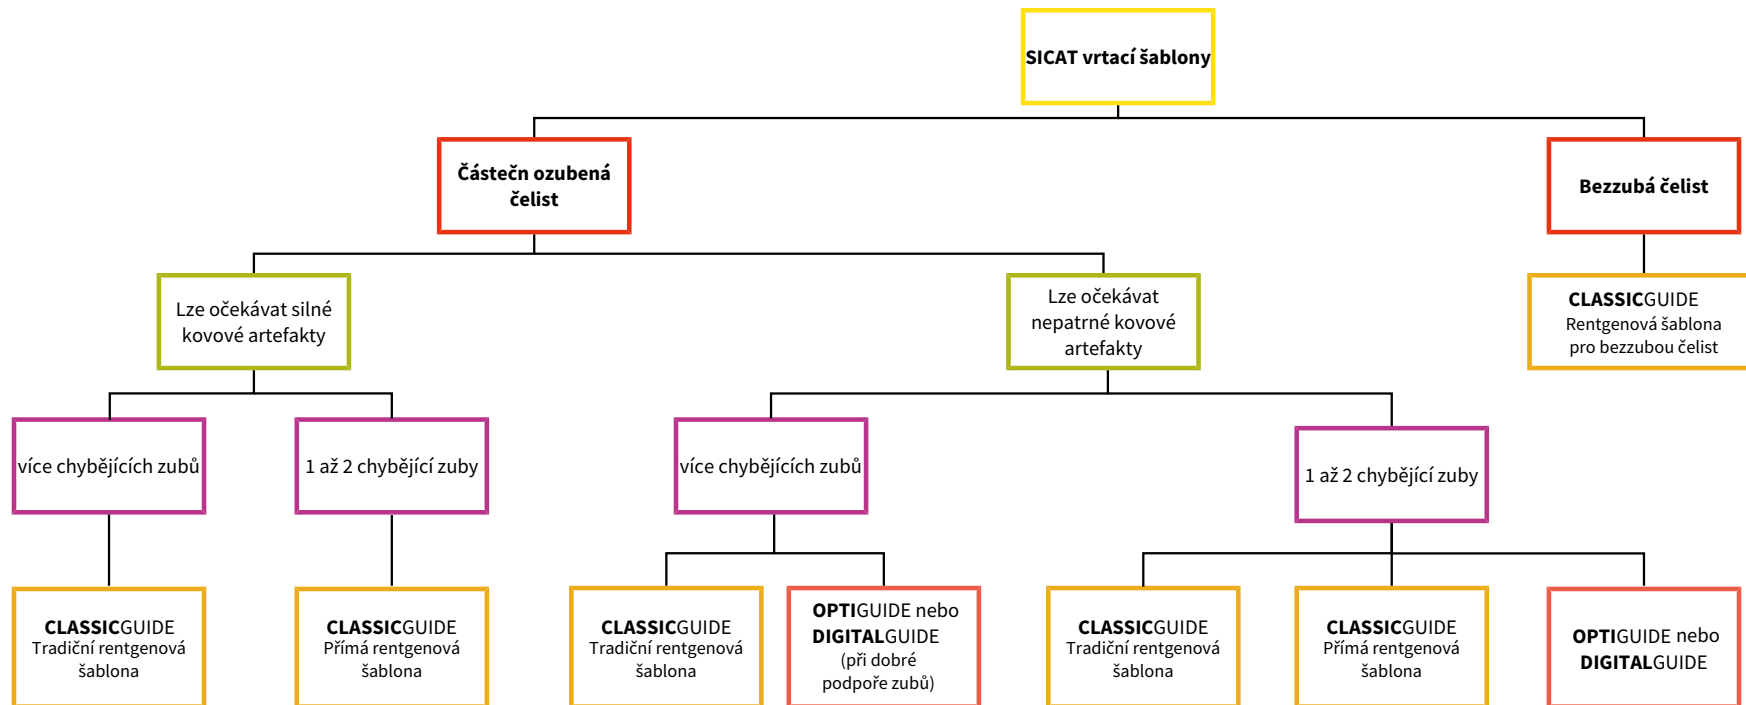 SICAT vrtací šablony
Částečn ozubená
čelist
Bezzubá čelist
Lze očekávat silné
kovové artefakty
Lze očekávat
nepatrné kovové
artefakty
CLASSICGUIDE
Rentgenová šablona
pro bezzubou čelist
více chybějících zubů
1 až 2 chybějící zuby
více chybějících zubů
1 až 2 chybějící zuby
CLASSICGUIDE
Tradiční rentgenová
šablona
CLASSICGUIDE
Přímá rentgenová
šablona
CLASSICGUIDE
Tradiční rentgenová
šablona
OPTIGUIDE nebo
DIGITALGUIDE
(při dobré
podpoře zubů)
CLASSICGUIDE
Tradiční rentgenová
šablona
CLASSICGUIDE
Přímá rentgenová
šablona
OPTIGUIDE nebo
DIGITALGUIDE